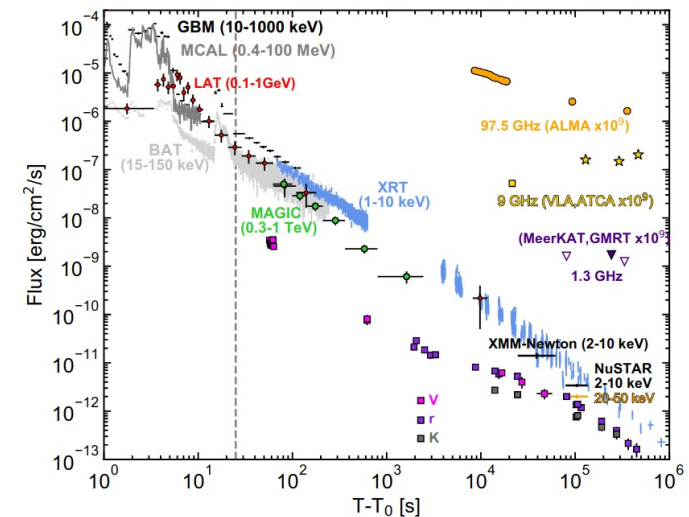 GBM (10-1000 keV)
MCAL (0.4-100 MeV)
LAT (0.1-1GeV)
97.5 GHz (ALMA x10⁹)
BAT
(15-150 keV)
XRT
(1-10 keV)
9 GHz (VLA,ATCA x10⁹)
MAGIC
(0.3-1 TeV)
(MeerKAT,GMRT x10⁹)
1.3 GHz
XMM-Newton (2-10 keV)
NuSTAR
2-10 keV
20-50 keV
V
r
K
Flux [erg/cm²/s]
10⁻⁴
10⁻⁵
10⁻⁶
10⁻⁷
10⁻⁸
10⁻⁹
10⁻¹⁰
10⁻¹¹
10⁻¹²
10⁻¹³
10⁰ 10¹ 10² 10³ 10⁴ 10⁵ 10⁶
T-T₀ [s]